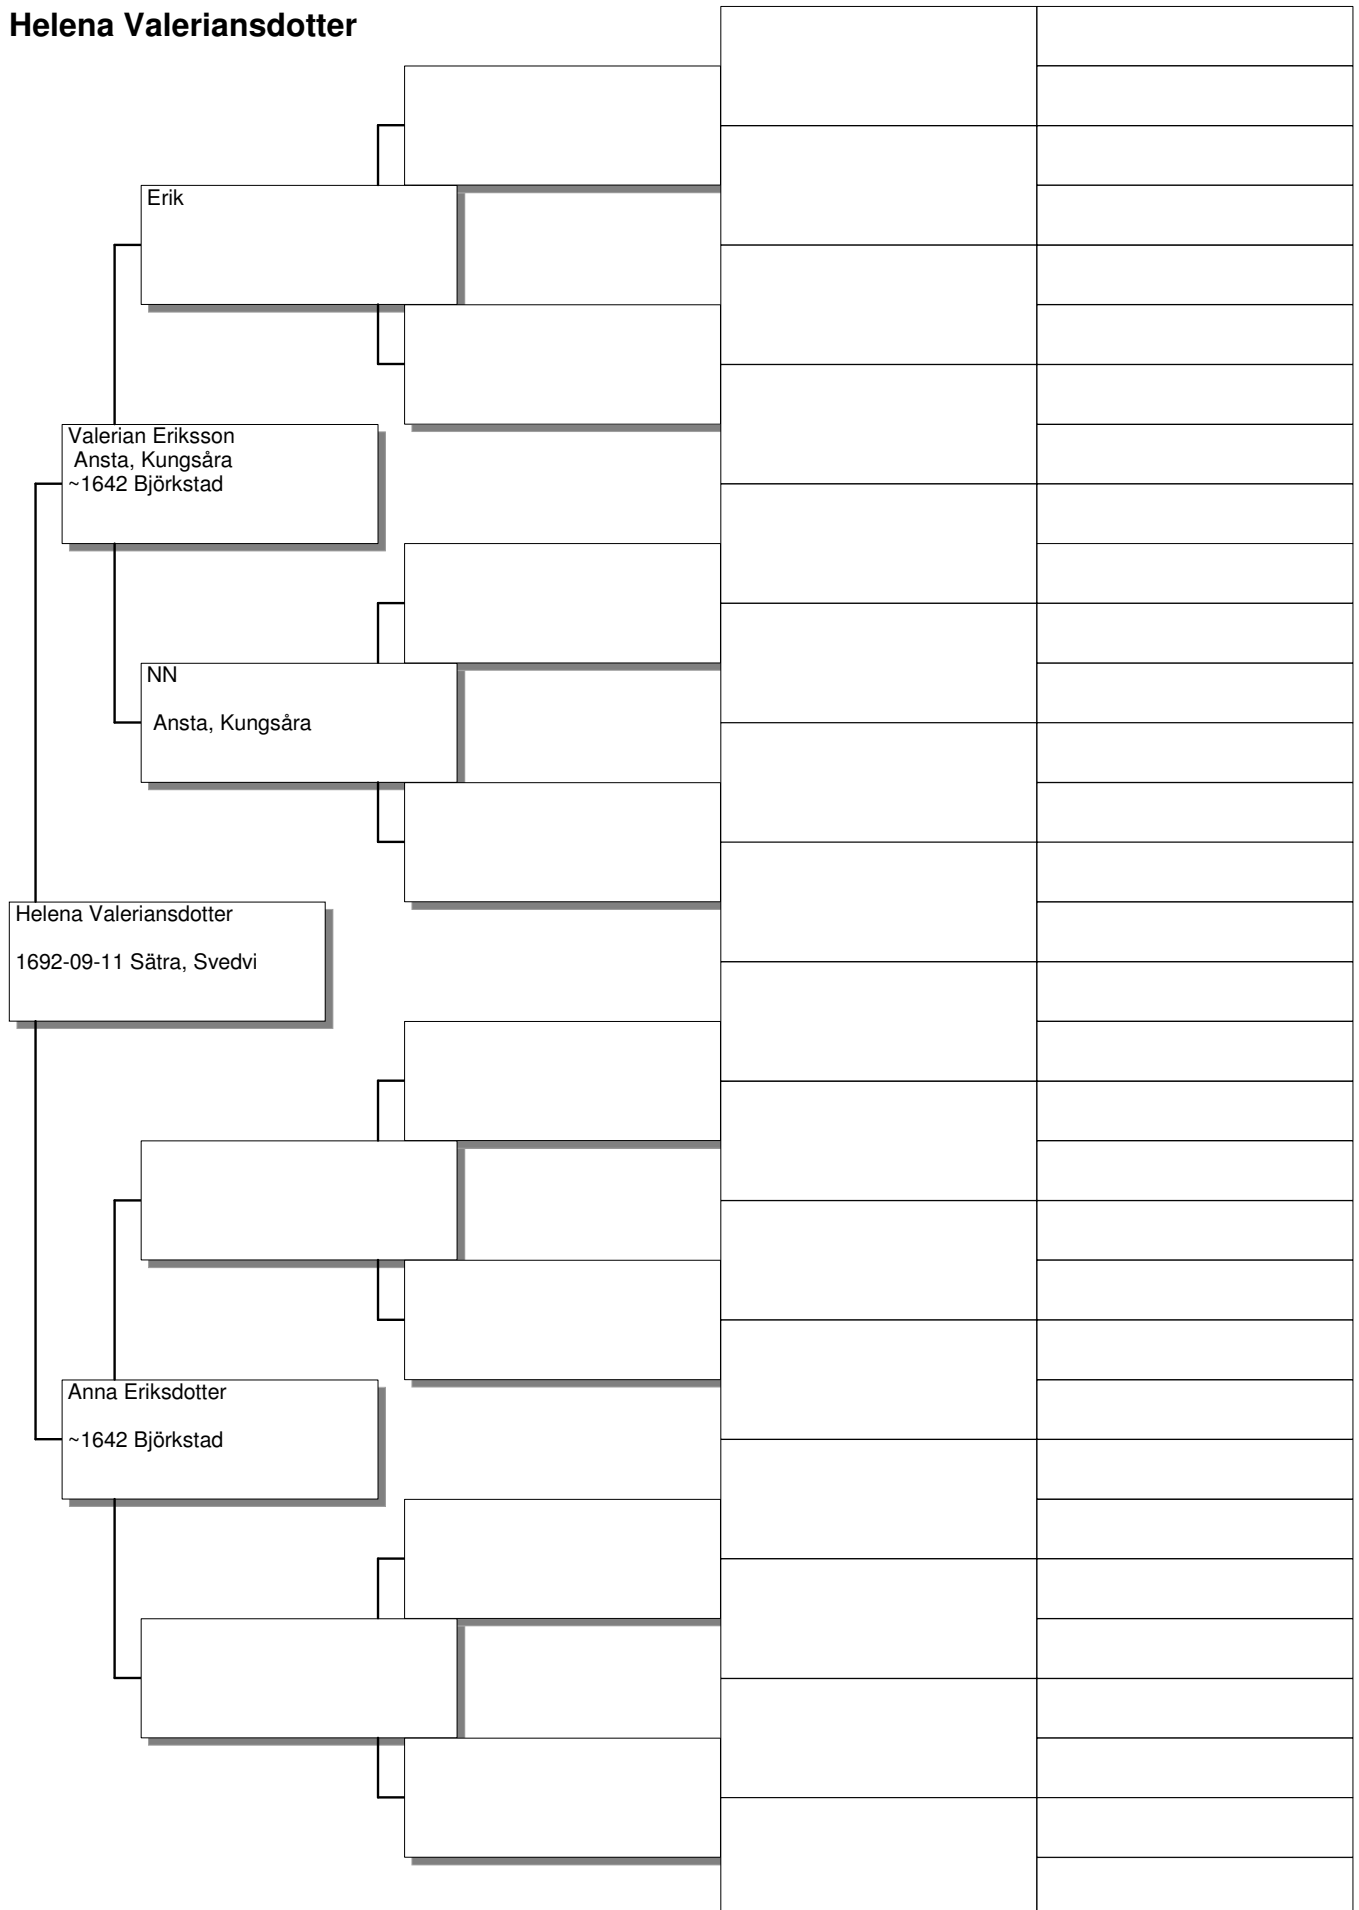 Helena Valeriansdotter
Erik
Valerian Eriksson
Ansta, Kungsåra
~1642 Björkstad
NN
Ansta, Kungsåra
Helena Valeriansdotter
1692-09-11 Sätra, Svedvi
Anna Eriksdotter
~1642 Björkstad